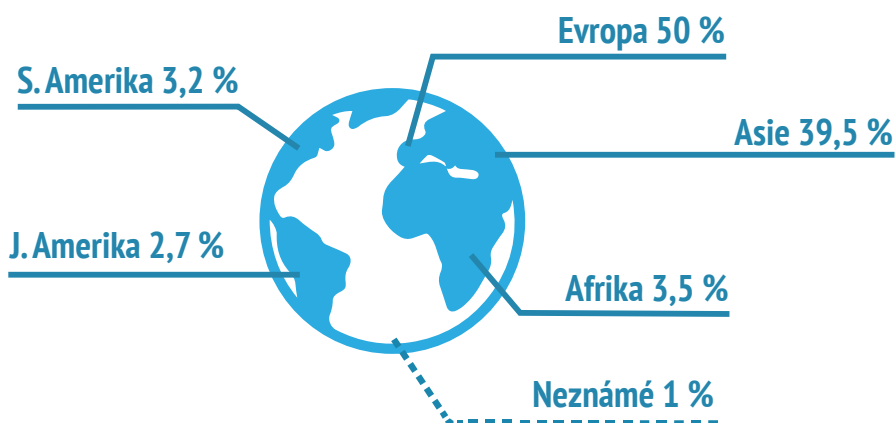 Evropa 50 %
S. Amerika 3,2 %
Asie 39,5 %
J. Amerika 2,7 %
Afrika 3,5 %
Neznámé 1 %